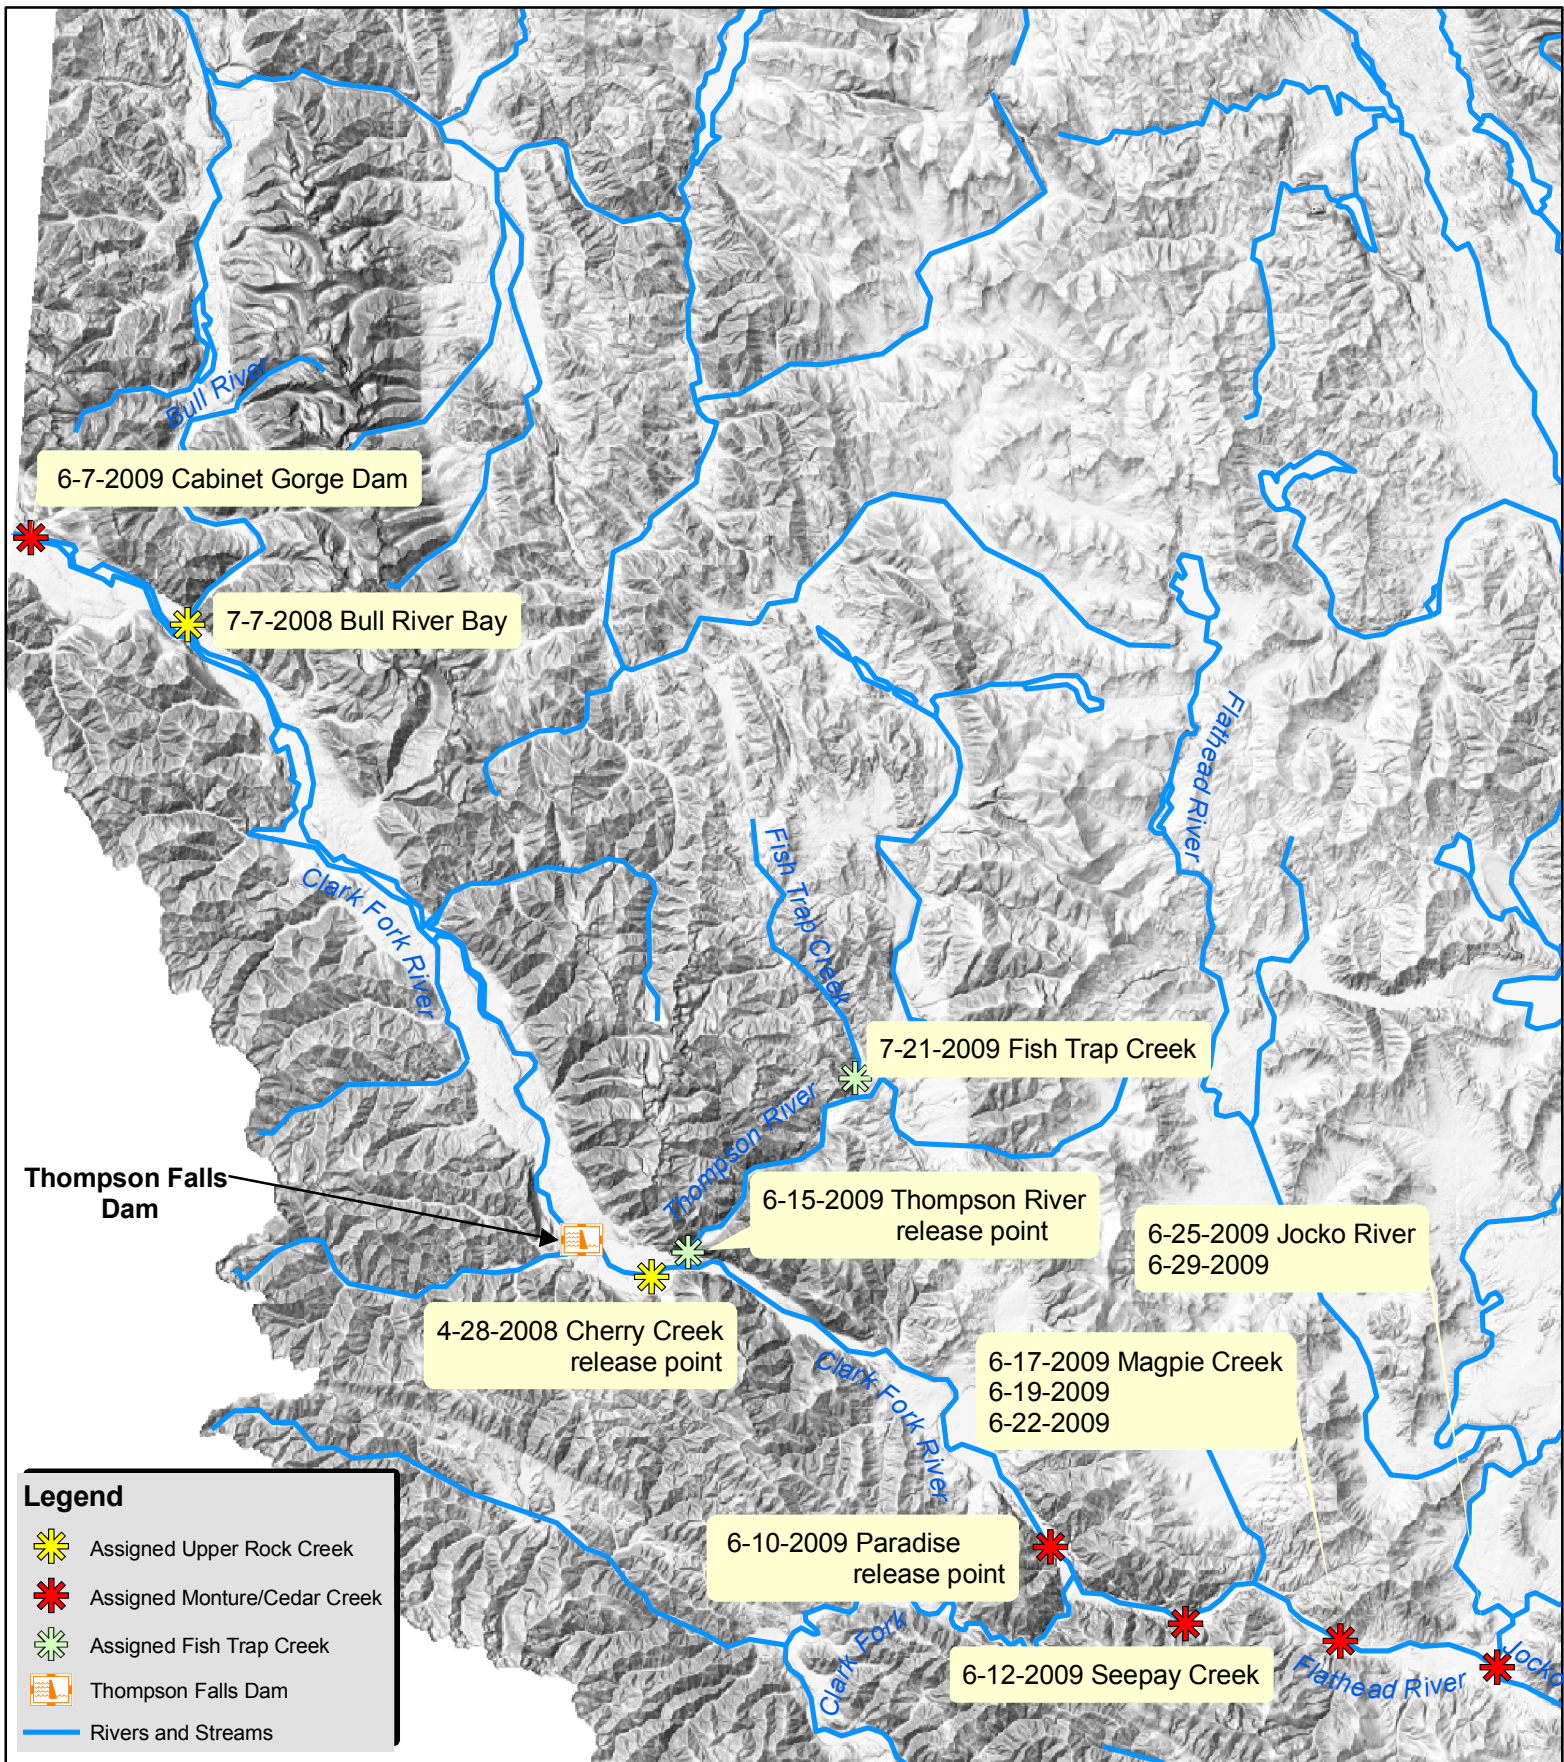 Bull River
6-7-2009 Cabinet Gorge Dam
7-7-2008 Bull River Bay
Flathead River
Fish Trap Creek
Clark Fork River
7-21-2009 Fish Trap Creek
Thompson River
Thompson Falls
Dam
6-15-2009 Thompson River
release point
6-25-2009 Jocko River
6-29-2009
4-28-2008 Cherry Creek
release point
Clark Fork River
6-17-2009 Magpie Creek
6-19-2009
6-22-2009
6-10-2009 Paradise
release point
Clark Fork
6-12-2009 Seepay Creek
Flathead River
Jocko
Legend
Assigned Upper Rock Creek
Assigned Monture/Cedar Creek
Assigned Fish Trap Creek
Thompson Falls Dam
Rivers and Streams